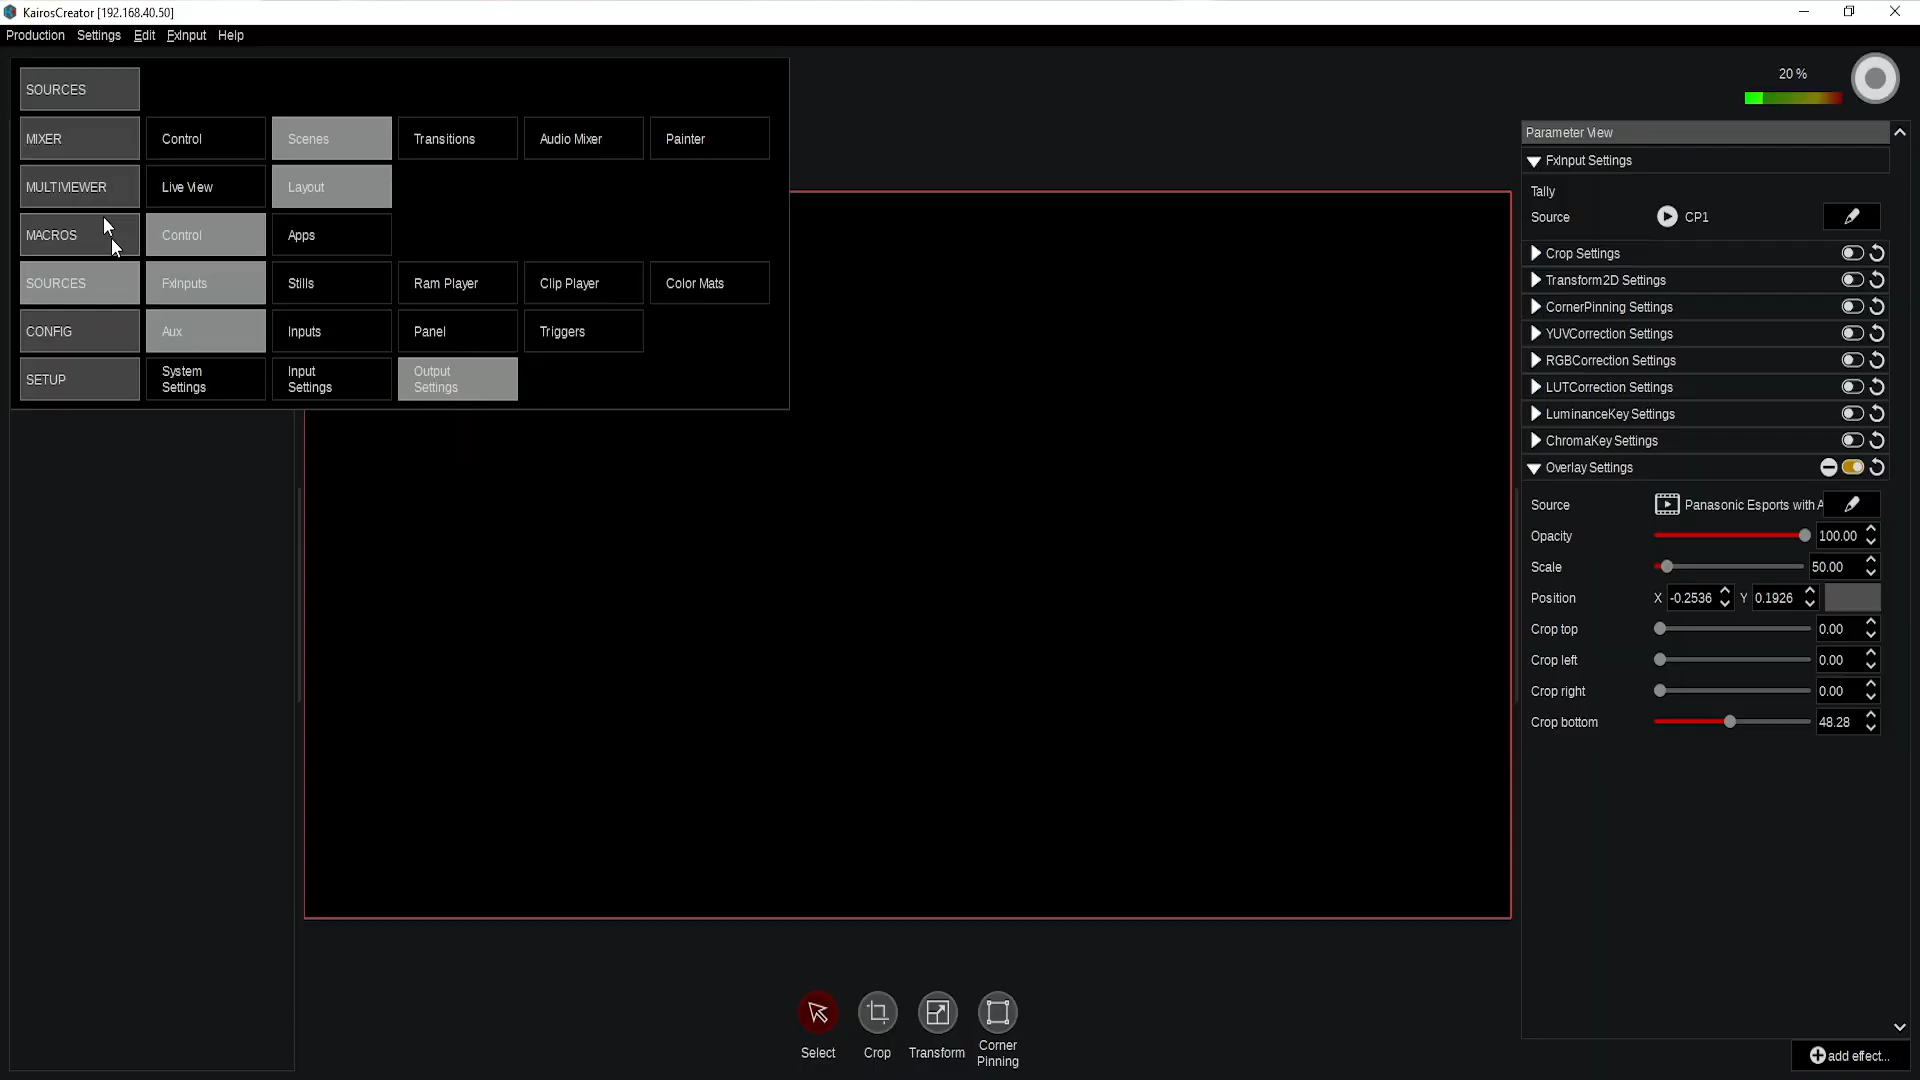 KairosCreator [192.168.40.50]
Production Settings Edit FxInput Help
20 %
SOURCES
MIXER Control Scenes Transitions Audio Mixer Painter
MULTIVIEWER Live View Layout
MACROS Control Apps
SOURCES FxInputs Stills Ram Player Clip Player Color Mats
CONFIG Aux Inputs Panel Triggers
SETUP System Settings Input Settings Output Settings
Parameter View
FxInput Settings
Tally
Source CP1
Crop Settings
Transform2D Settings
CornerPinning Settings
YUVCorrection Settings
RGBCorrection Settings
LUTCorrection Settings
LuminanceKey Settings
ChromaKey Settings
Overlay Settings
Source Panasonic Esports with A
Opacity 100.00
Scale 50.00
Position X -0.2536 Y 0.1926
Crop top 0.00
Crop left 0.00
Crop right 0.00
Crop bottom 48.28
Select Crop Transform Corner Pinning
add effect...